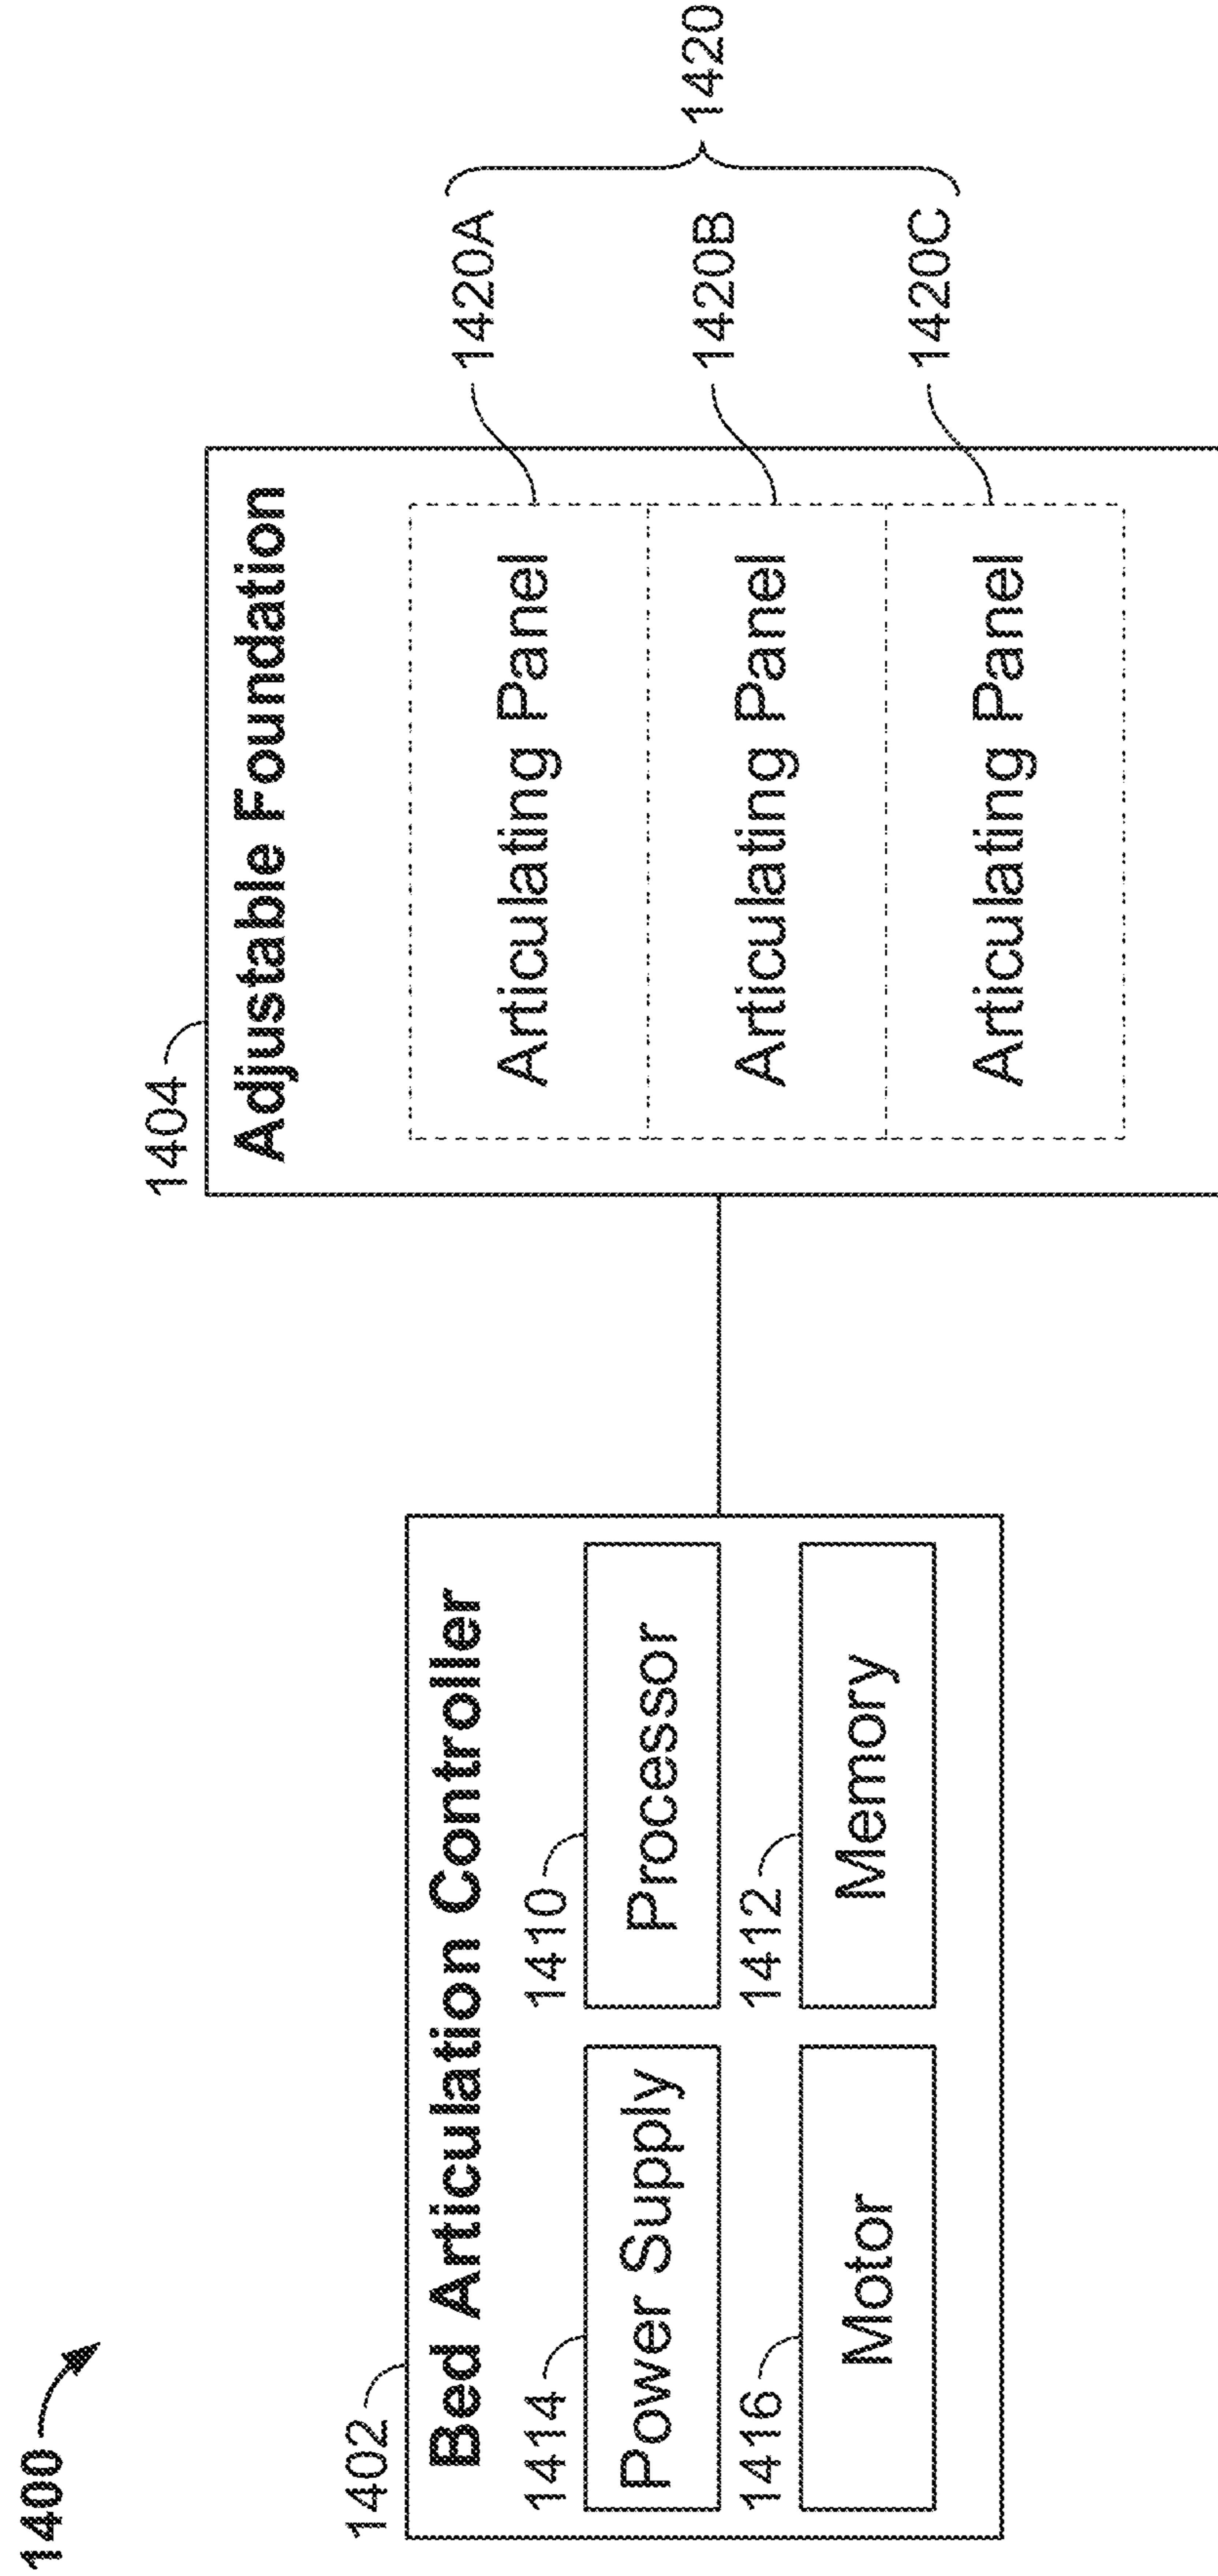 1400
1402
Bed Articulation Controller
1414
Power Supply
1410
Processor
1416
Motor
1412
Memory
1404
Adjustable Foundation
Articulating Panel
1420A
Articulating Panel
1420B
Articulating Panel
1420C
1420